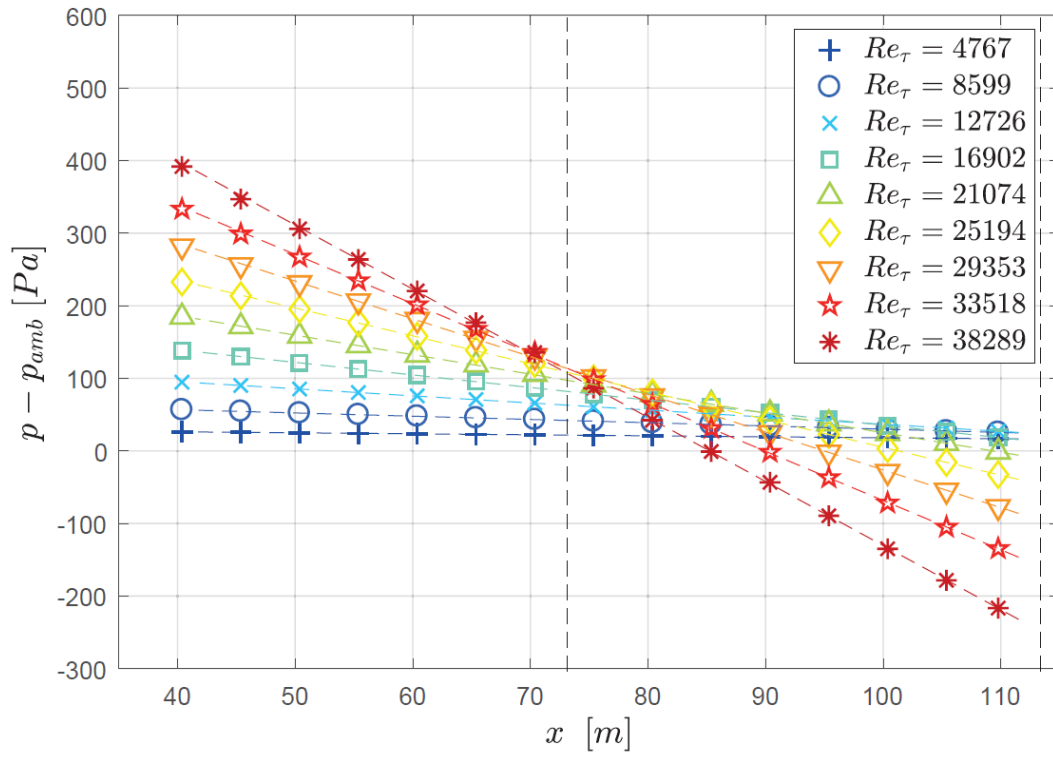 600
500
400
300
200
100
0
-100
-200
-300
p − p_amb [Pa]
40
50
60
70
80
90
100
110
x [m]
Re_τ = 4767
Re_τ = 8599
Re_τ = 12726
Re_τ = 16902
Re_τ = 21074
Re_τ = 25194
Re_τ = 29353
Re_τ = 33518
Re_τ = 38289